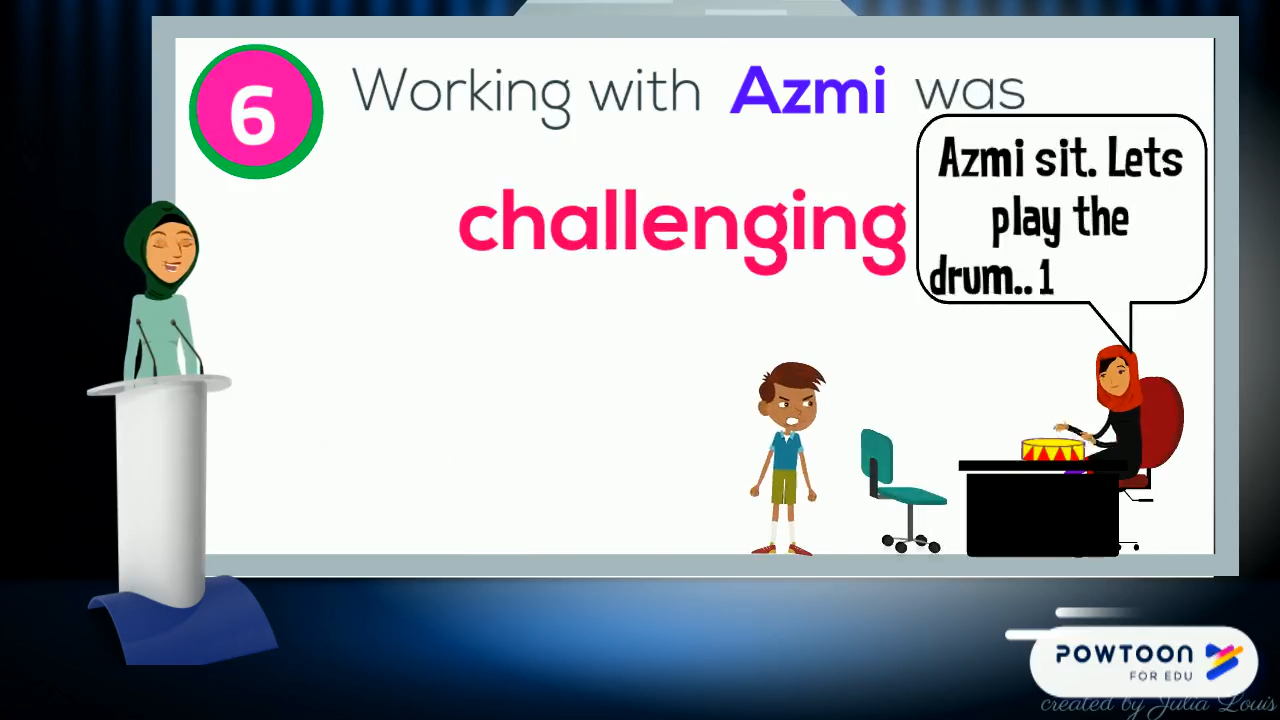 6
Working with Azmi was
challenging
Azmi sit. Lets
play the
drum.. 1
POWTOON
FOR EDU
created by Julia Louis